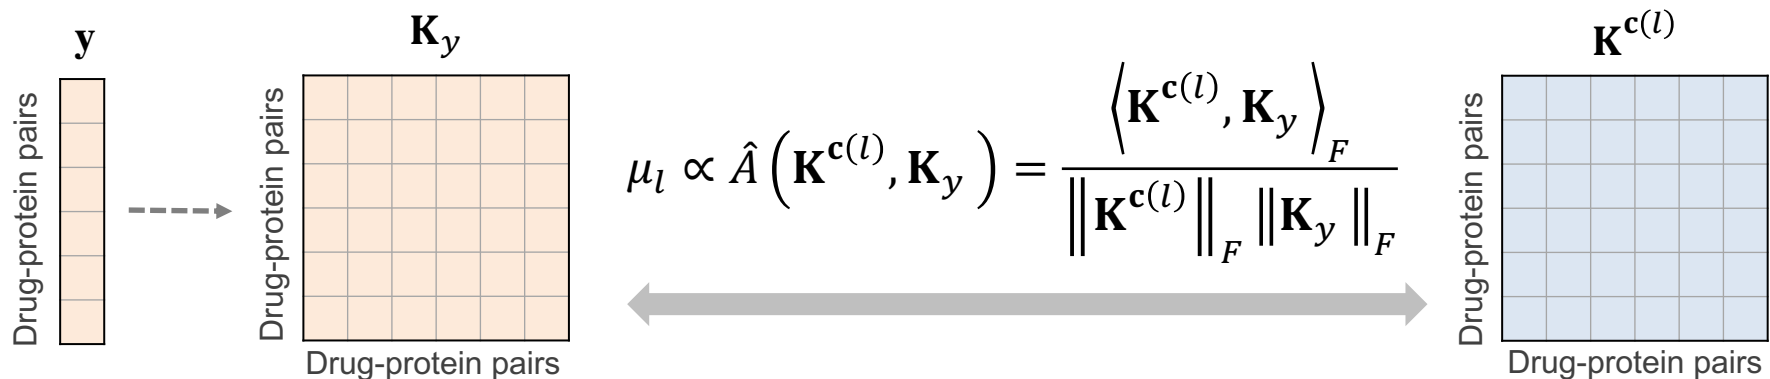 y
Drug-protein pairs
K_y
Drug-protein pairs
Drug-protein pairs
μ_l ∝ Â(K^{c(l)}, K_y) = ⟨K^{c(l)}, K_y⟩_F / ‖K^{c(l)}‖_F ‖K_y‖_F
K^{c(l)}
Drug-protein pairs
Drug-protein pairs